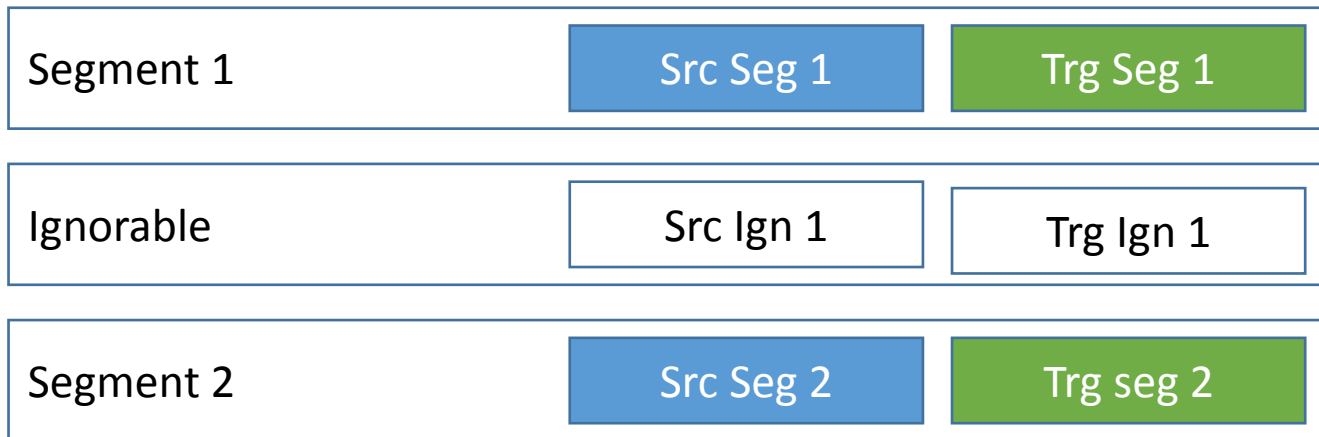 Segment 1 Src Seg 1 Trg Seg 1
Ignorable Src Ign 1 Trg Ign 1
Segment 2 Src Seg 2 Trg seg 2